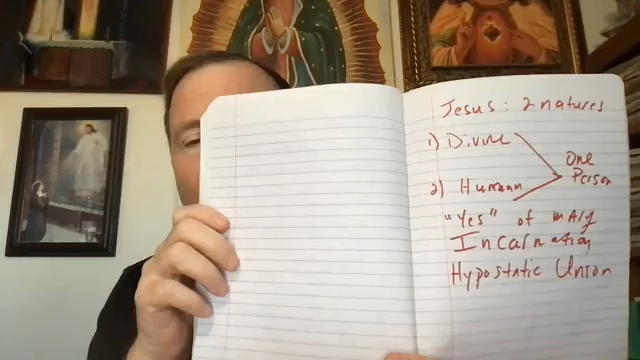 Jesus: 2 natures
1) Divine
One
Person
2) Human
"Yes" of mary
Incarnation
Hypostatic Union